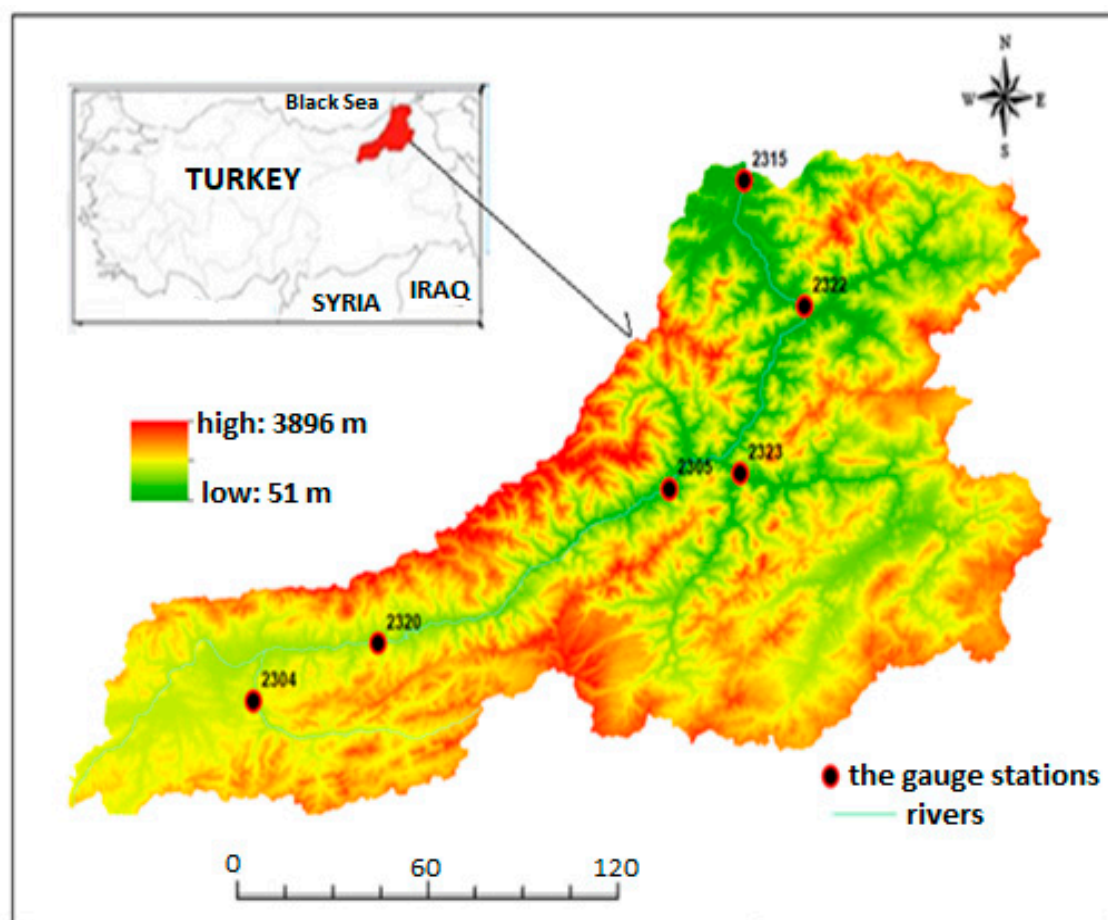 N
W E
S
Black Sea
TURKEY
SYRIA
IRAQ
2315
2322
high: 3896 m
low: 51 m
2305
2323
2320
2304
the gauge stations
rivers
0 60 120